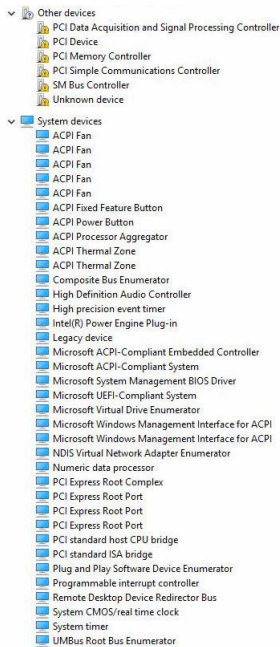 Other devices
PCI Data Acquisition and Signal Processing Controller
PCI Device
PCI Memory Controller
PCI Simple Communications Controller
SM Bus Controller
Unknown device
System devices
ACPI Fan
ACPI Fan
ACPI Fan
ACPI Fan
ACPI Fan
ACPI Fixed Feature Button
ACPI Power Button
ACPI Processor Aggregator
ACPI Thermal Zone
ACPI Thermal Zone
Composite Bus Enumerator
High Definition Audio Controller
High precision event timer
Intel(R) Power Engine Plug-in
Legacy device
Microsoft ACPI-Compliant Embedded Controller
Microsoft ACPI-Compliant System
Microsoft System Management BIOS Driver
Microsoft UEFI-Compliant System
Microsoft Virtual Drive Enumerator
Microsoft Windows Management Interface for ACPI
Microsoft Windows Management Interface for ACPI
NDIS Virtual Network Adapter Enumerator
Numeric data processor
PCI Express Root Complex
PCI Express Root Port
PCI Express Root Port
PCI Express Root Port
PCI standard host CPU bridge
PCI standard ISA bridge
Plug and Play Software Device Enumerator
Programmable interrupt controller
Remote Desktop Device Redirector Bus
System CMOS/real time clock
System timer
UMBus Root Bus Enumerator